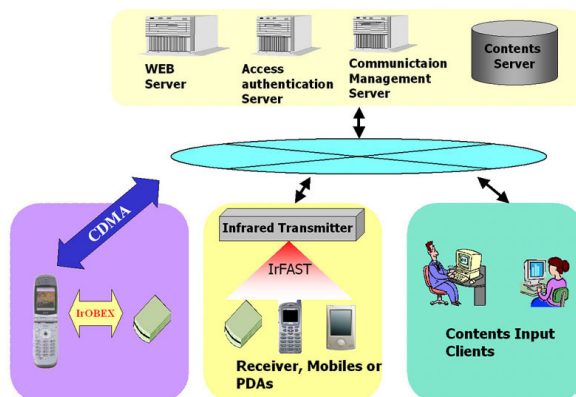 WEB
Server
Access
authentication
Server
Communictaion
Management
Server
Contents
Server
CDMA
IrOBEX
Infrared Transmitter
IrFAST
Receiver, Mobiles or
PDAs
Contents Input
Clients